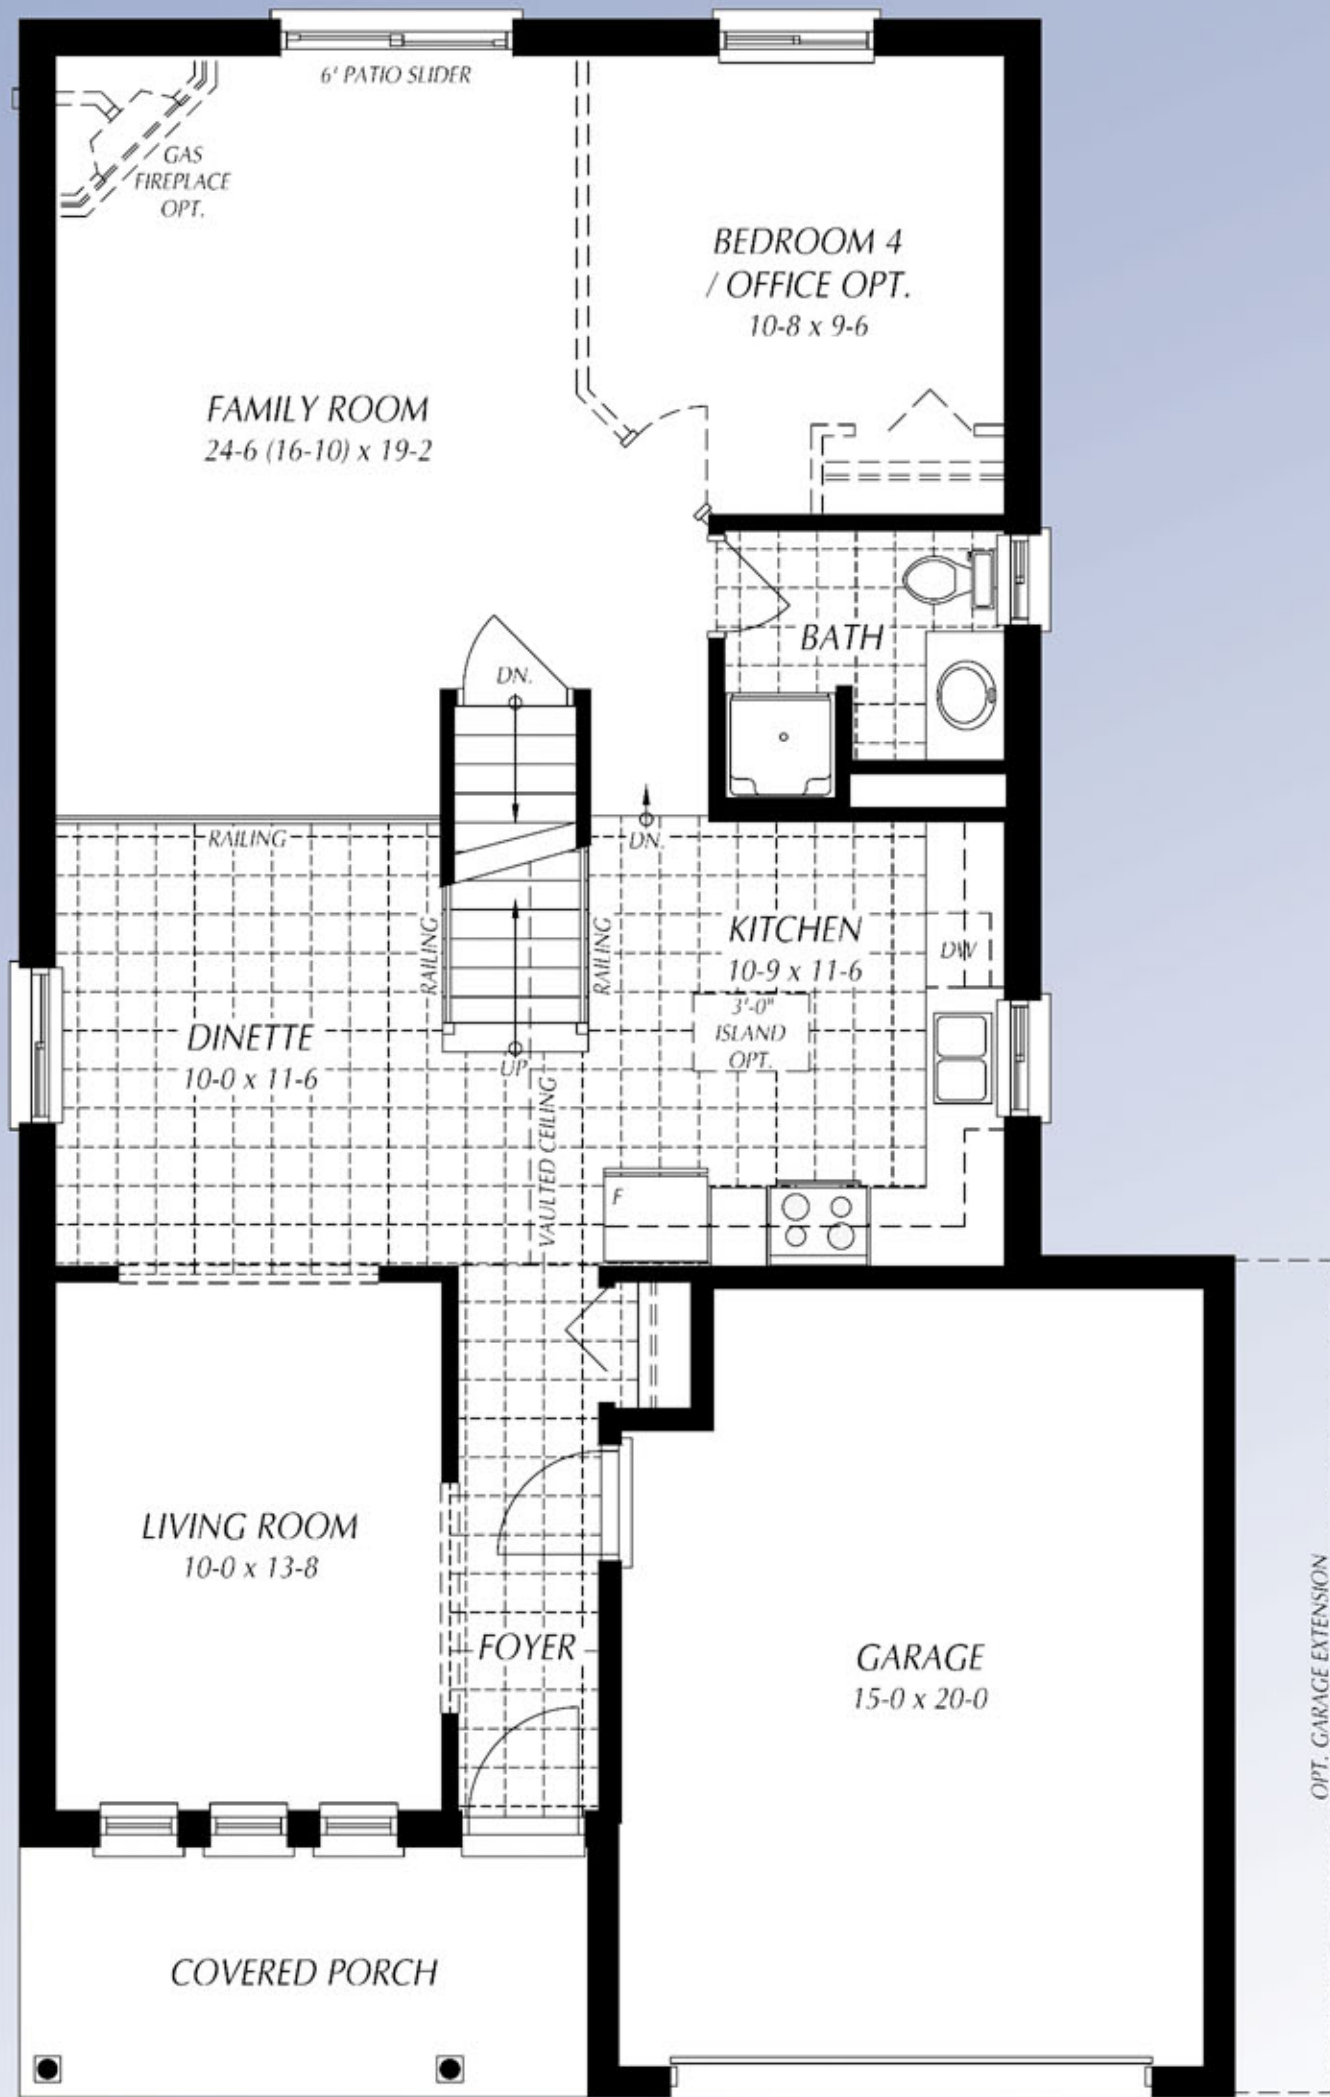 6' PATIO SLIDER
GAS
FIREPLACE
OPT.
BEDROOM 4
/ OFFICE OPT.
10-8 x 9-6
FAMILY ROOM
24-6 (16-10) x 19-2
BATH
DN.
RAILING
DN.
RAILING
RAILING
KITCHEN
10-9 x 11-6
DW
3'-0"
ISLAND
OPT.
DINETTE
10-0 x 11-6
UP
VAULTED CEILING
F
LIVING ROOM
10-0 x 13-8
FOYER
GARAGE
15-0 x 20-0
OPT. GARAGE EXTENSION
COVERED PORCH